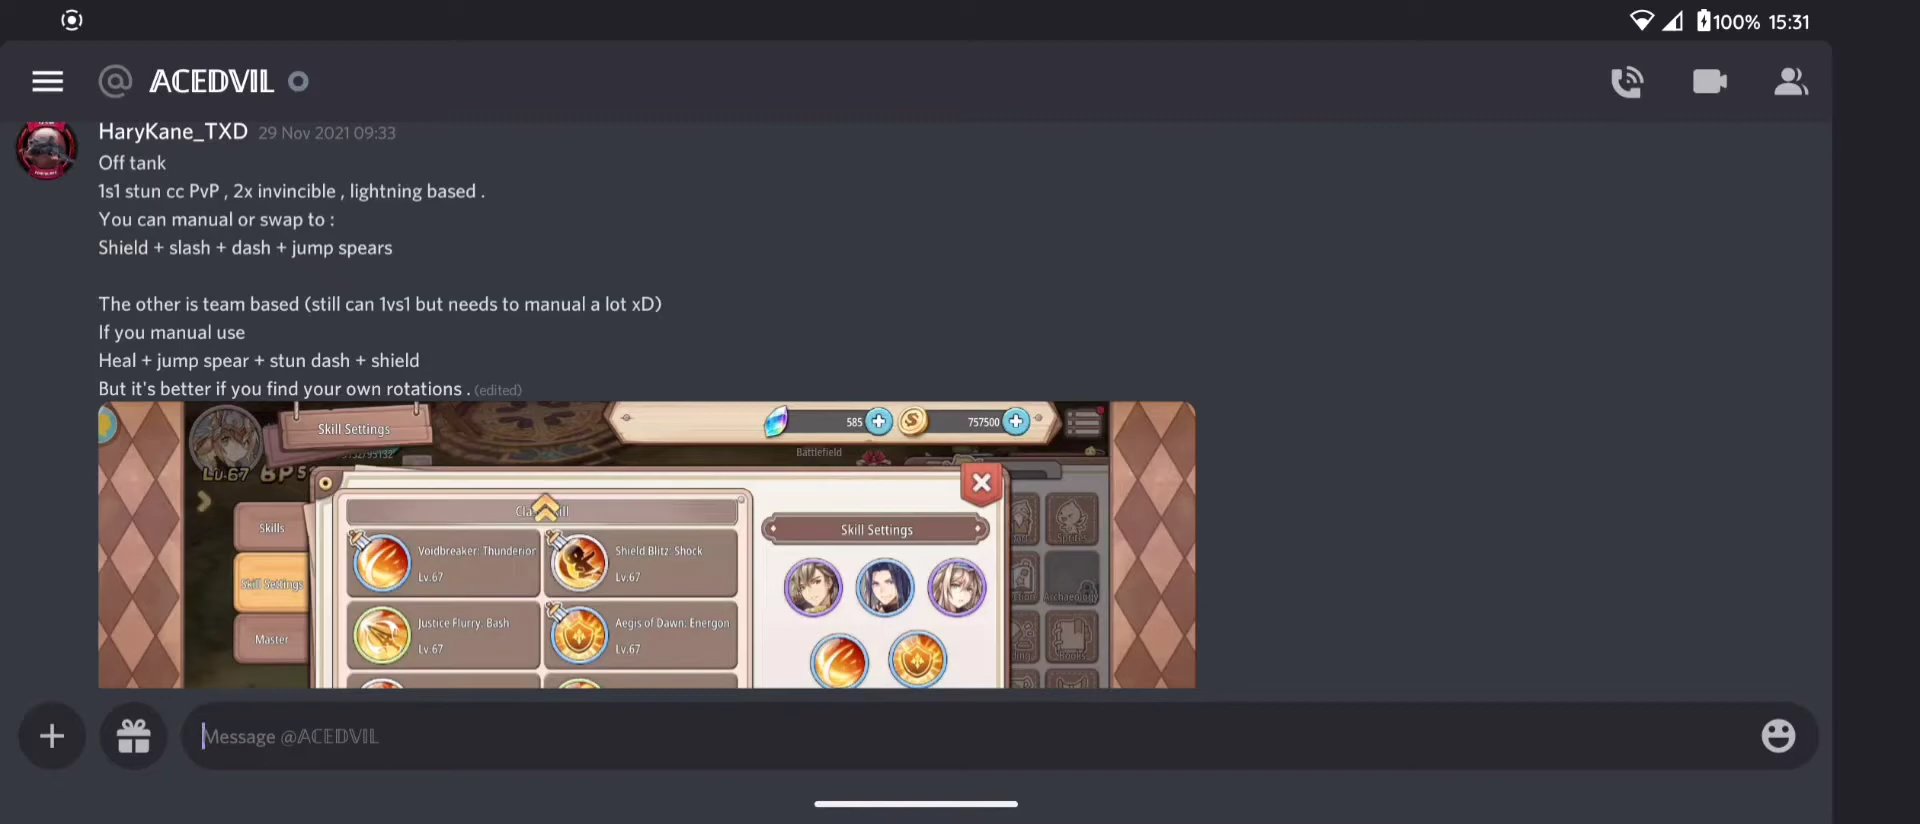 100% 15:31
@ ACEDVIL
HaryKane_TXD 29 Nov 2021 09:33
Off tank
1s1 stun cc PvP , 2x invincible , lightning based .
You can manual or swap to :
Shield + slash + dash + jump spears
The other is team based (still can 1vs1 but needs to manual a lot xD)
If you manual use
Heal + jump spear + stun dash + shield
But it's better if you find your own rotations . (edited)
Skill Settings
585
757500
Battlefield
Lv.67
Skills
Skill Settings
Master
Voidbreaker: Thunderior
Lv.67
Shield Blitz: Shock
Lv.67
Justice Flurry: Bash
Lv.67
Aegis of Dawn: Energon
Lv.67
Skill Settings
Sprites
Archaeology
Books
Message @ACEDVIL